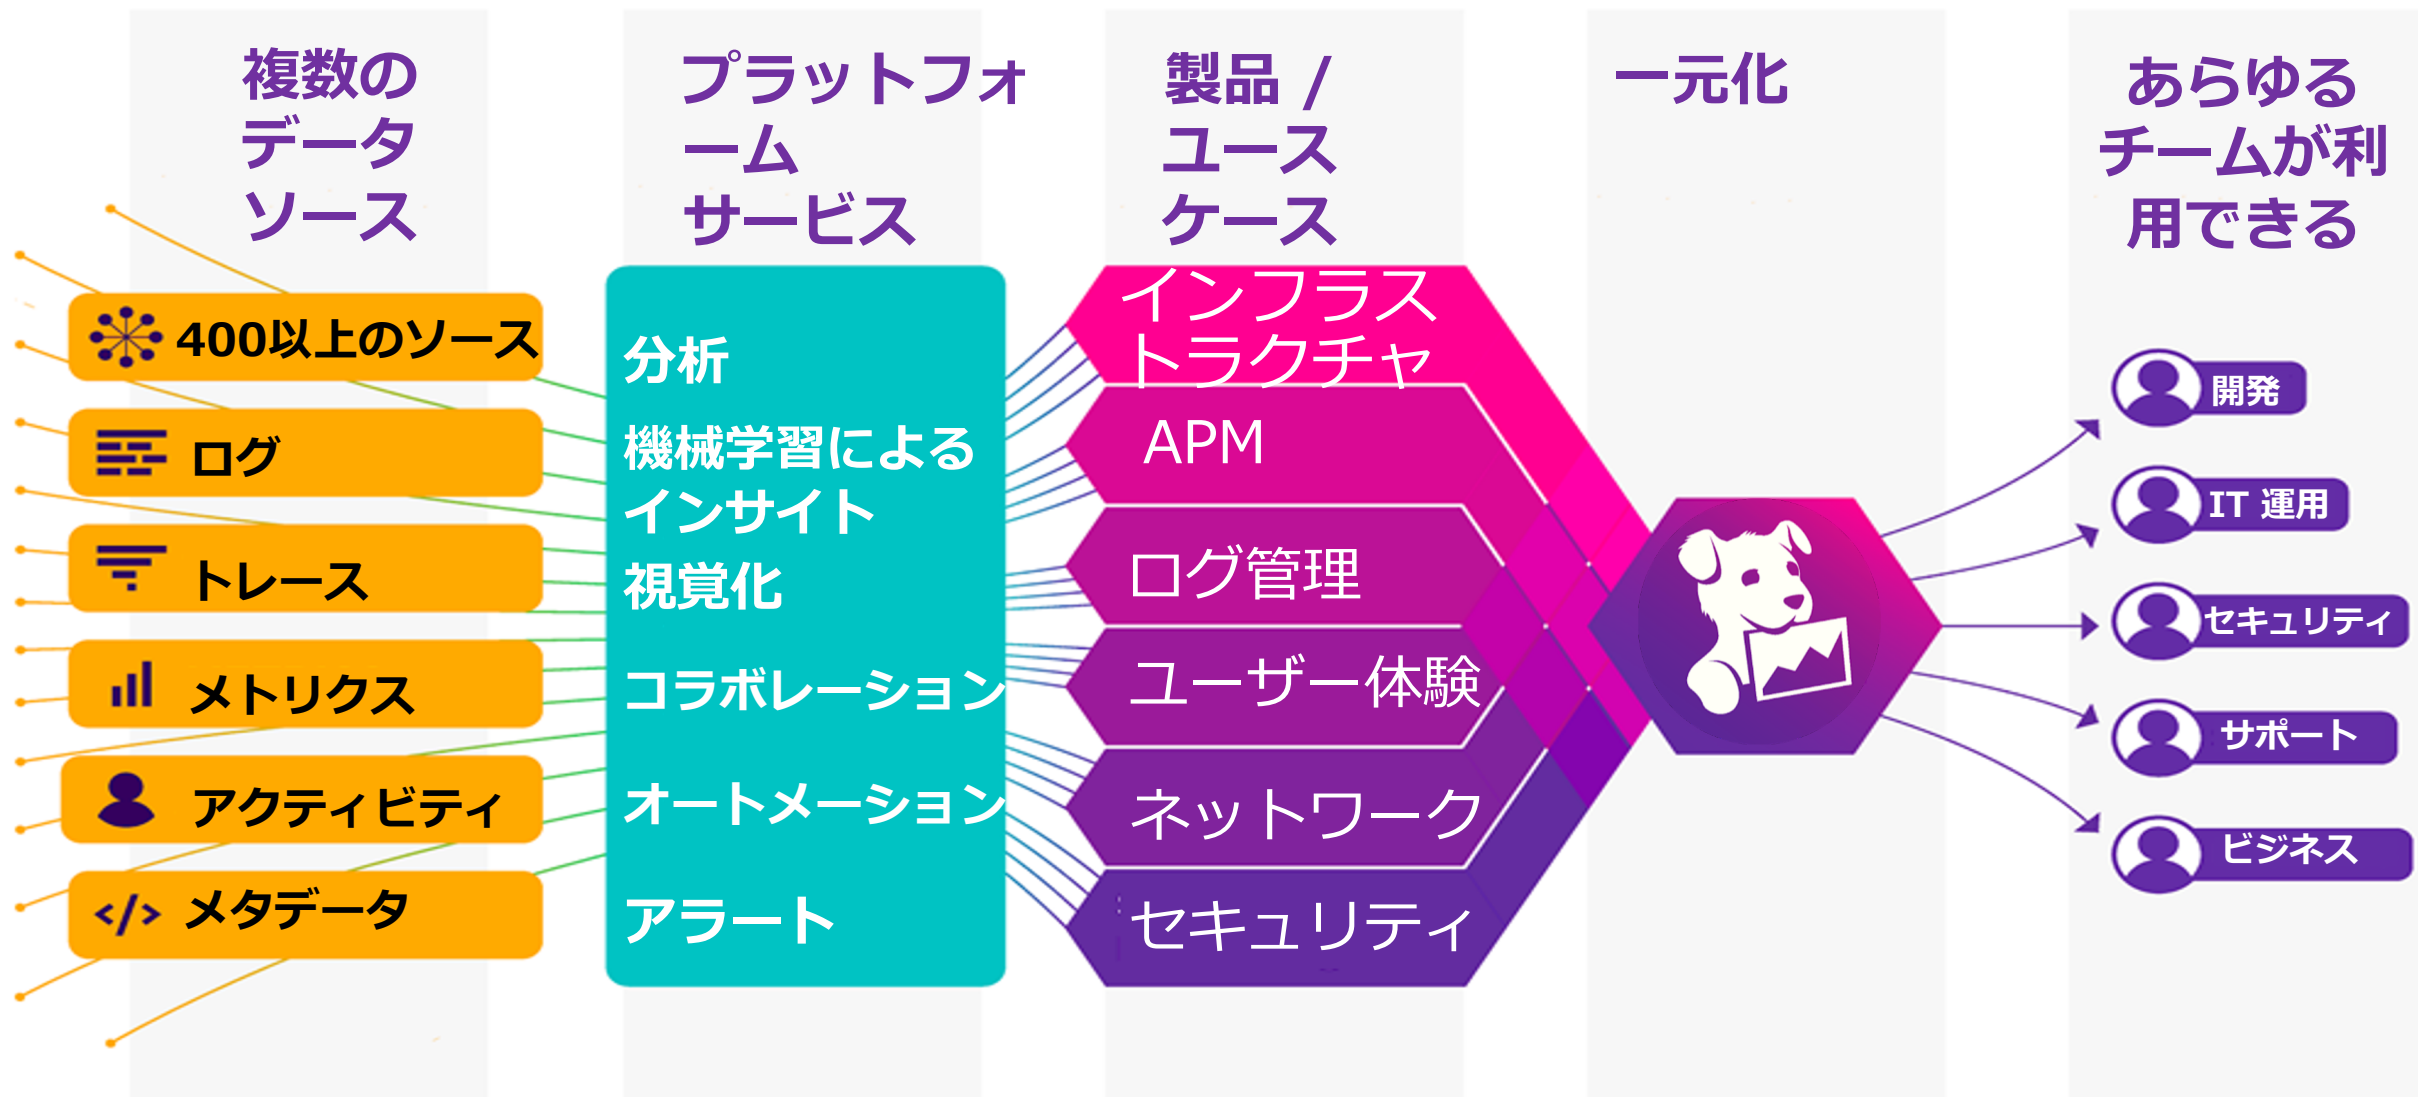 複数の
データ
ソース
プラットフォ
ーム
サービス
製品 /
ユース
ケース
一元化
あらゆる
チームが利
用できる
400以上のソース
ログ
トレース
メトリクス
アクティビティ
メタデータ
分析
機械学習による
インサイト
視覚化
コラボレーション
オートメーション
アラート
インフラス
トラクチャ
APM
ログ管理
ユーザー体験
ネットワーク
セキュリティ
開発
IT 運用
セキュリティ
サポート
ビジネス